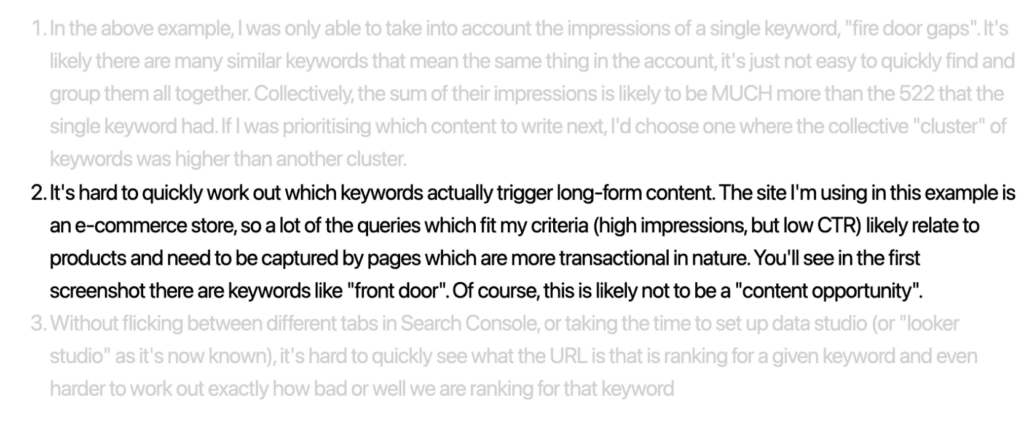 1. In the above example, I was only able to take into account the impressions of a single keyword, "fire door gaps". It's
likely there are many similar keywords that mean the same thing in the account, it's just not easy to quickly find and
group them all together. Collectively, the sum of their impressions is likely to be MUCH more than the 522 that the
single keyword had. If I was prioritising which content to write next, I'd choose one where the collective "cluster" of
keywords was higher than another cluster.
2. It's hard to quickly work out which keywords actually trigger long-form content. The site I'm using in this example is
an e-commerce store, so a lot of the queries which fit my criteria (high impressions, but low CTR) likely relate to
products and need to be captured by pages which are more transactional in nature. You'll see in the first
screenshot there are keywords like "front door". Of course, this is likely not to be a "content opportunity".
3. Without flicking between different tabs in Search Console, or taking the time to set up data studio (or "looker
studio" as it's now known), it's hard to quickly see what the URL is that is ranking for a given keyword and even
harder to work out exactly how bad or well we are ranking for that keyword